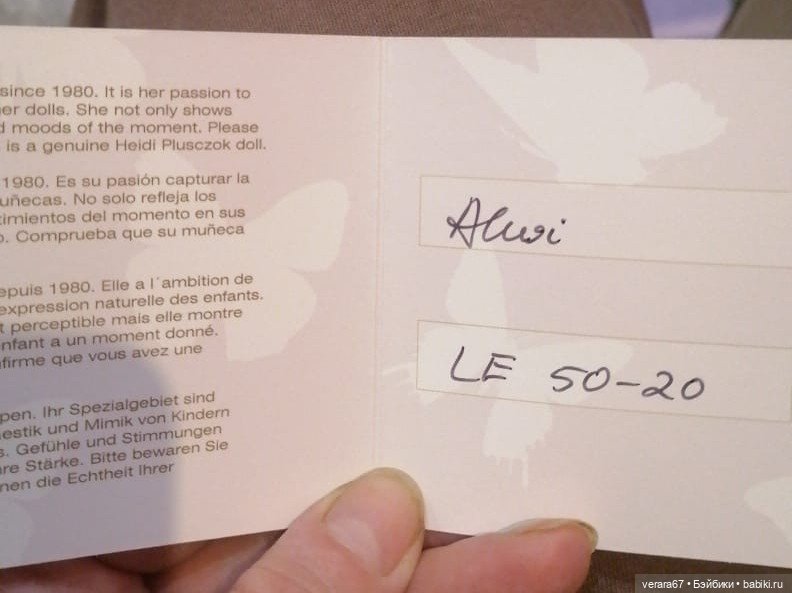 since 1980. It is her passion to
er dolls. She not only shows
d moods of the moment. Please
is a genuine Heidi Plusczok doll.
1980. Es su pasión capturar la
uñecas. No solo refleja los
timientos del momento en sus
o. Comprueba que su muñeca
epuis 1980. Elle a l´ambition de
expression naturelle des enfants.
t perceptible mais elle montre
enfant a un moment donné.
firme que vous avez une
pen. Ihr Spezialgebiet sind
estik und Mimik von Kindern
s. Gefühle und Stimmungen
re Stärke. Bitte bewaren Sie
nen die Echtheit Ihrer
LE 50-20
verara67 • Бэйбики • babiki.ru